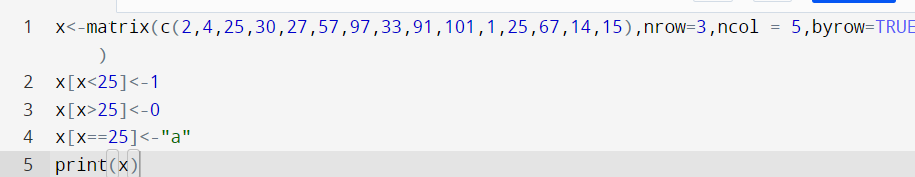 1 x<-matrix(c(2,4,25,30,27,57,97,33,91,101,1,25,67,14,15),nrow=3,ncol = 5,byrow=TRUE
)
2 x[x<25]<-1
3 x[x>25]<-0
4 x[x==25]<-"a"
5 print(x)